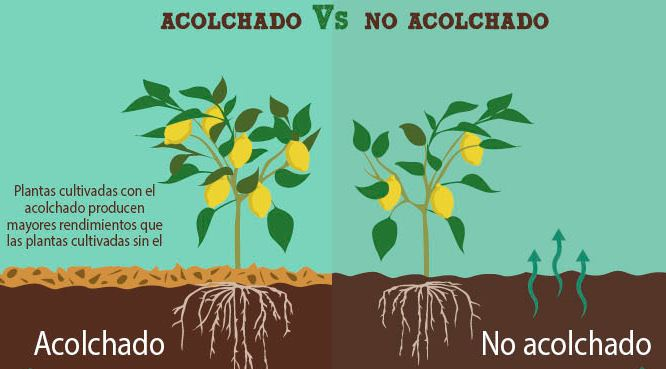 ACOLCHADO Vs NO ACOLCHADO
Plantas cultivadas con el
acolchado producen
mayores rendimientos que
las plantas cultivadas sin el
Acolchado
No acolchado